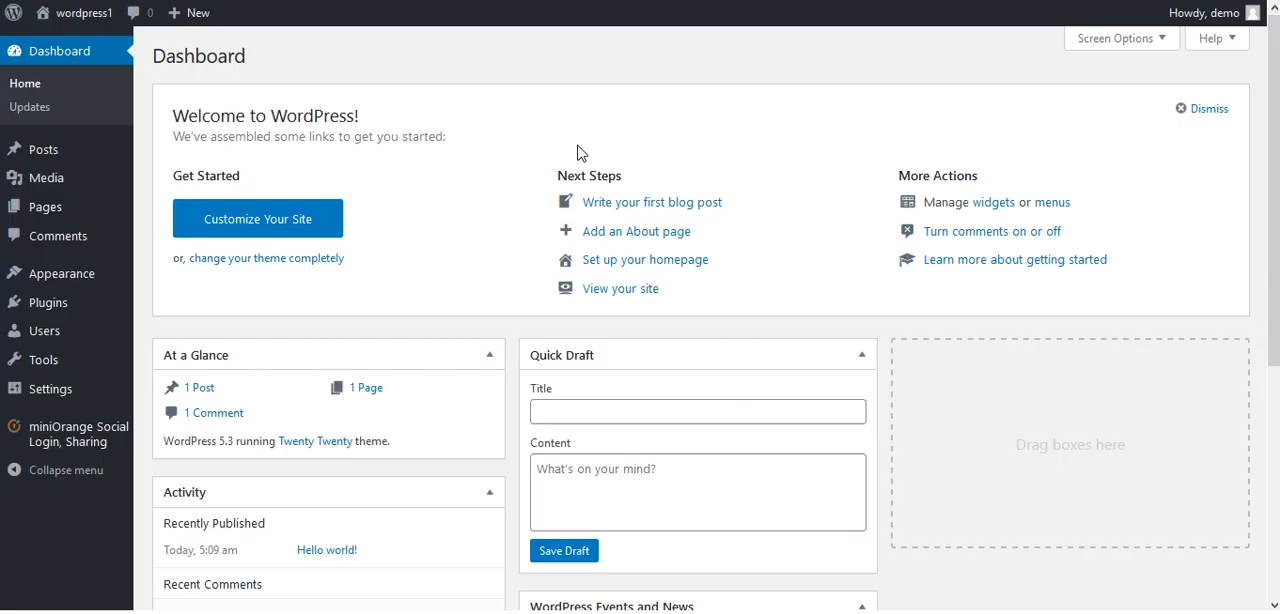 wordpress1 0 New Howdy, demo
Dashboard
Home
Updates
Posts
Media
Pages
Comments
Appearance
Plugins
Users
Tools
Settings
miniOrange Social
Login, Sharing
Collapse menu
Screen Options Help
Dashboard
Welcome to WordPress!
We've assembled some links to get you started:
Dismiss
Get Started
Customize Your Site
or, change your theme completely
Next Steps
Write your first blog post
Add an About page
Set up your homepage
View your site
More Actions
Manage widgets or menus
Turn comments on or off
Learn more about getting started
At a Glance
1 Post 1 Page
1 Comment
WordPress 5.3 running Twenty Twenty theme.
Activity
Recently Published
Today, 5:09 am Hello world!
Recent Comments
Quick Draft
Title
Content
What's on your mind?
Save Draft
WordPress Events and News
Drag boxes here